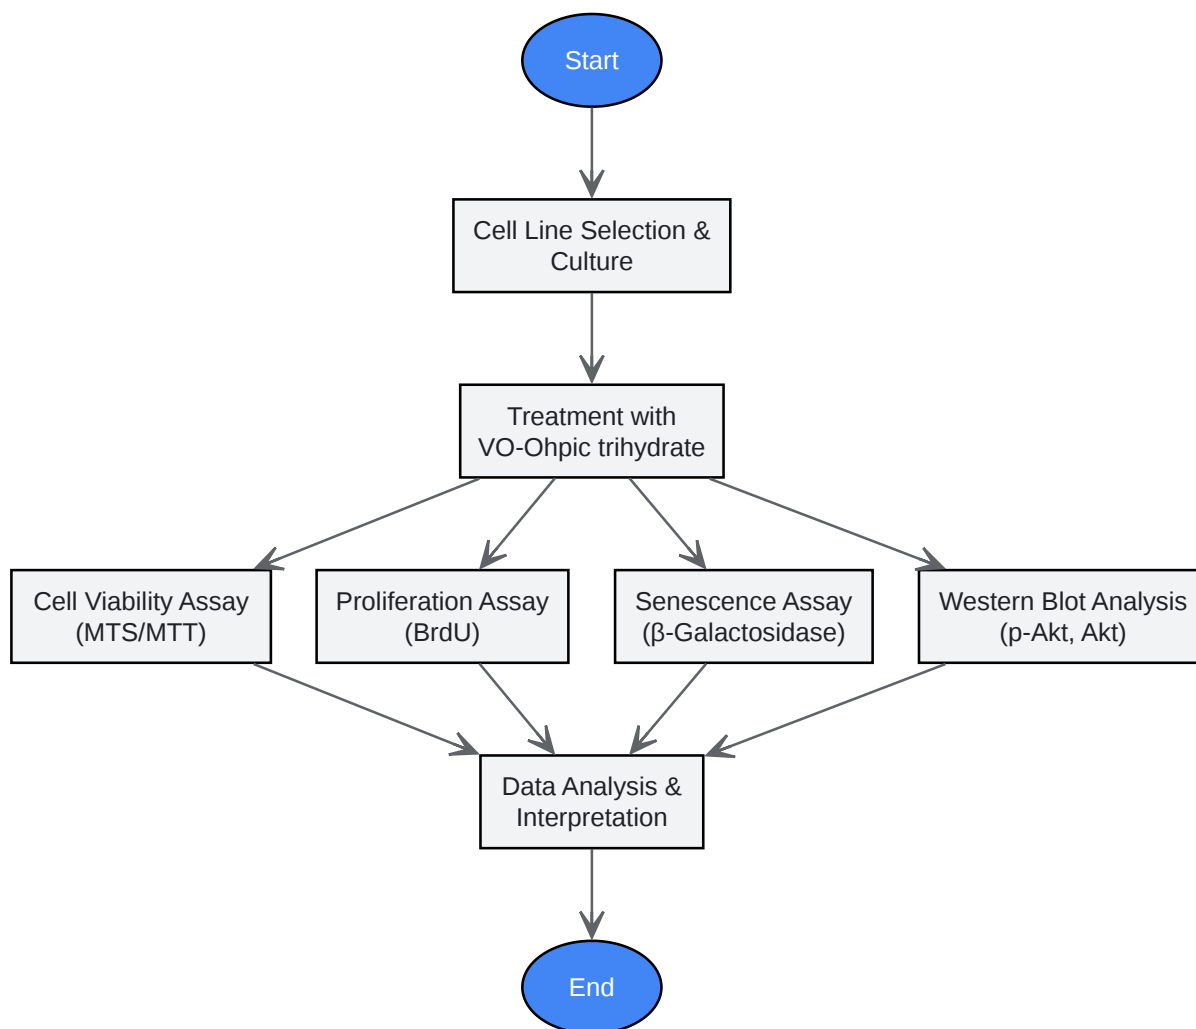 Start
Cell Line Selection &
Culture
Treatment with
VO-Ohpic trihydrate
Cell Viability Assay
(MTS/MTT)
Proliferation Assay
(BrdU)
Senescence Assay
(β-Galactosidase)
Western Blot Analysis
(p-Akt, Akt)
Data Analysis &
Interpretation
End